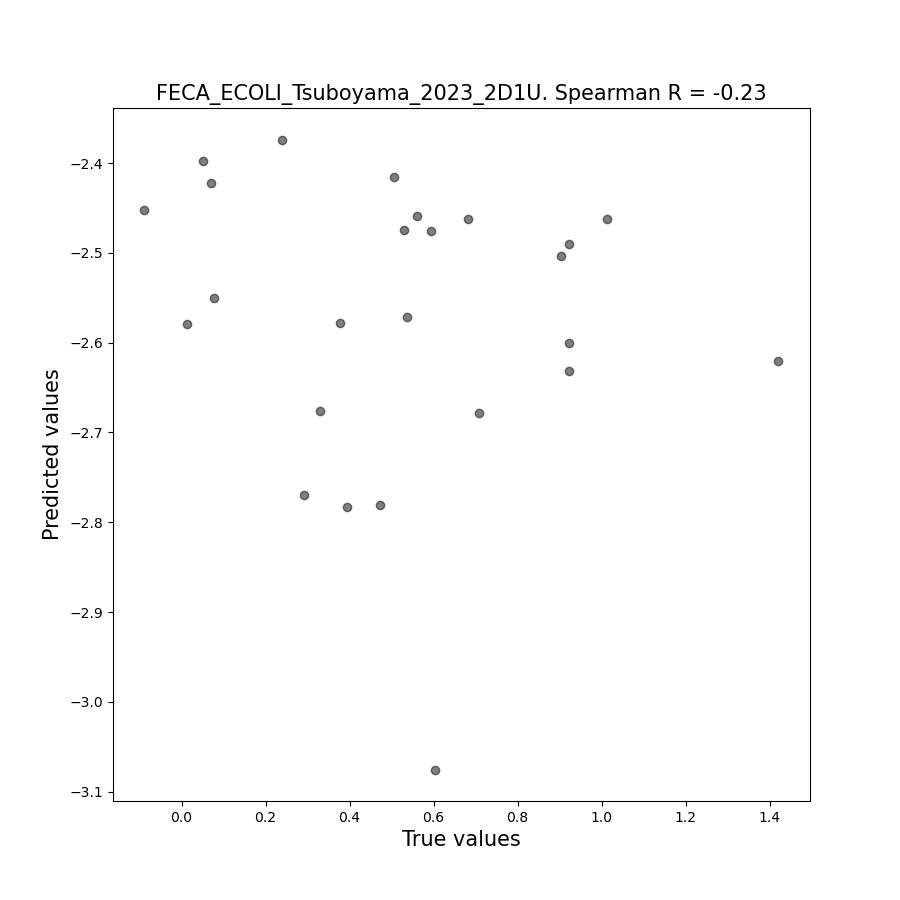 FECA_ECOLI_Tsuboyama_2023_2D1U. Spearman R = -0.23
−2.4
−2.5
−2.6
−2.7
−2.8
−2.9
−3.0
−3.1
Predicted values
0.0 0.2 0.4 0.6 0.8 1.0 1.2 1.4
True values